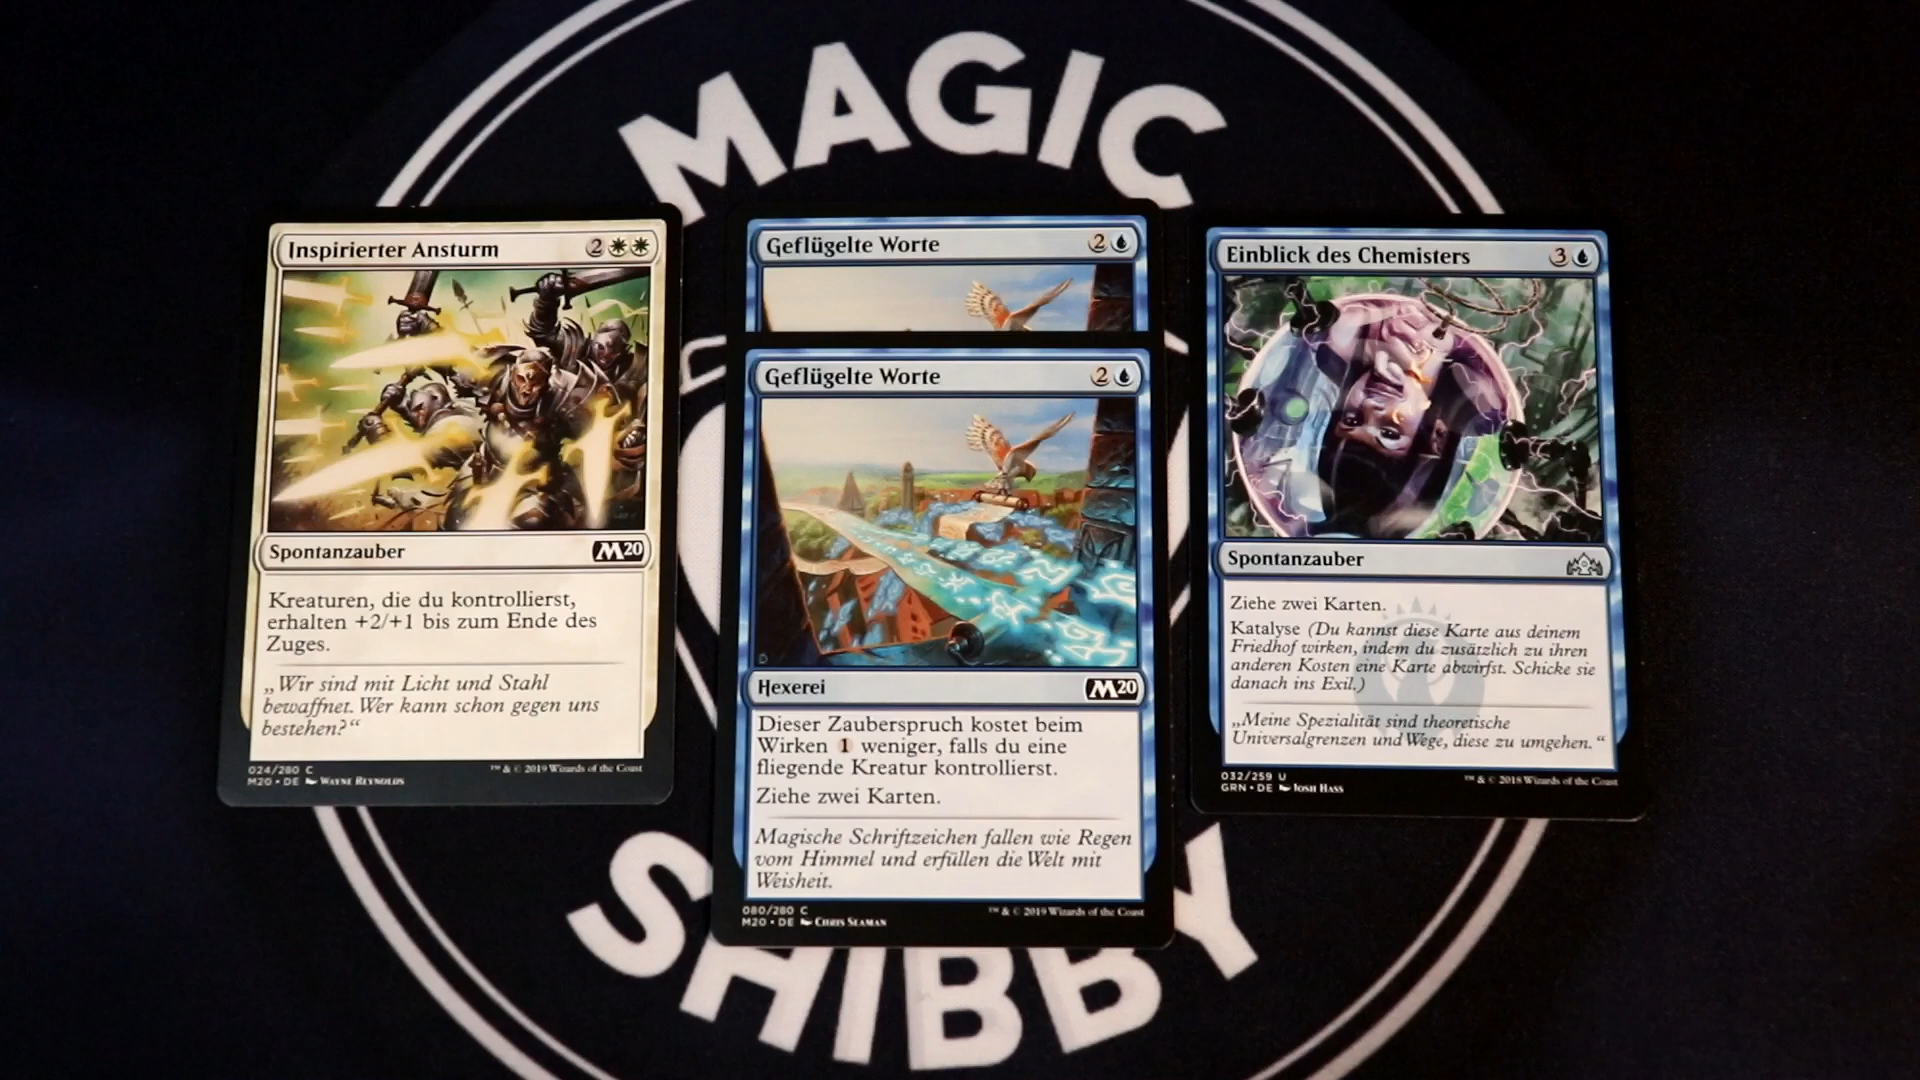 MAGIC
Inspirierter Ansturm 2
Spontanzauber M20
Kreaturen, die du kontrollierst,
erhalten +2/+1 bis zum Ende des
Zuges.
„Wir sind mit Licht und Stahl
bewaffnet. Wer kann schon gegen uns
bestehen?“
024/280 C
M20 • DE WAYNE REYNOLDS
™ & © 2019 Wizards of the Coast
Geflügelte Worte 2
Geflügelte Worte 2
Hexerei M20
Dieser Zauberspruch kostet beim
Wirken 1 weniger, falls du eine
fliegende Kreatur kontrollierst.
Ziehe zwei Karten.
Magische Schriftzeichen fallen wie Regen
vom Himmel und erfüllen die Welt mit
Weisheit.
080/280 C
M20 • DE CHRIS SEAMAN
™ & © 2019 Wizards of the Coast
Einblick des Chemisters 3
Spontanzauber
Ziehe zwei Karten.
Katalyse (Du kannst diese Karte aus deinem
Friedhof wirken, indem du zusätzlich zu ihren
anderen Kosten eine Karte abwirfst. Schicke sie
danach ins Exil.)
„Meine Spezialität sind theoretische
Universalgrenzen und Wege, diese zu umgehen.“
032/259 U
GRN • DE JOSH HASS
™ & © 2018 Wizards of the Coast
SHIBBY